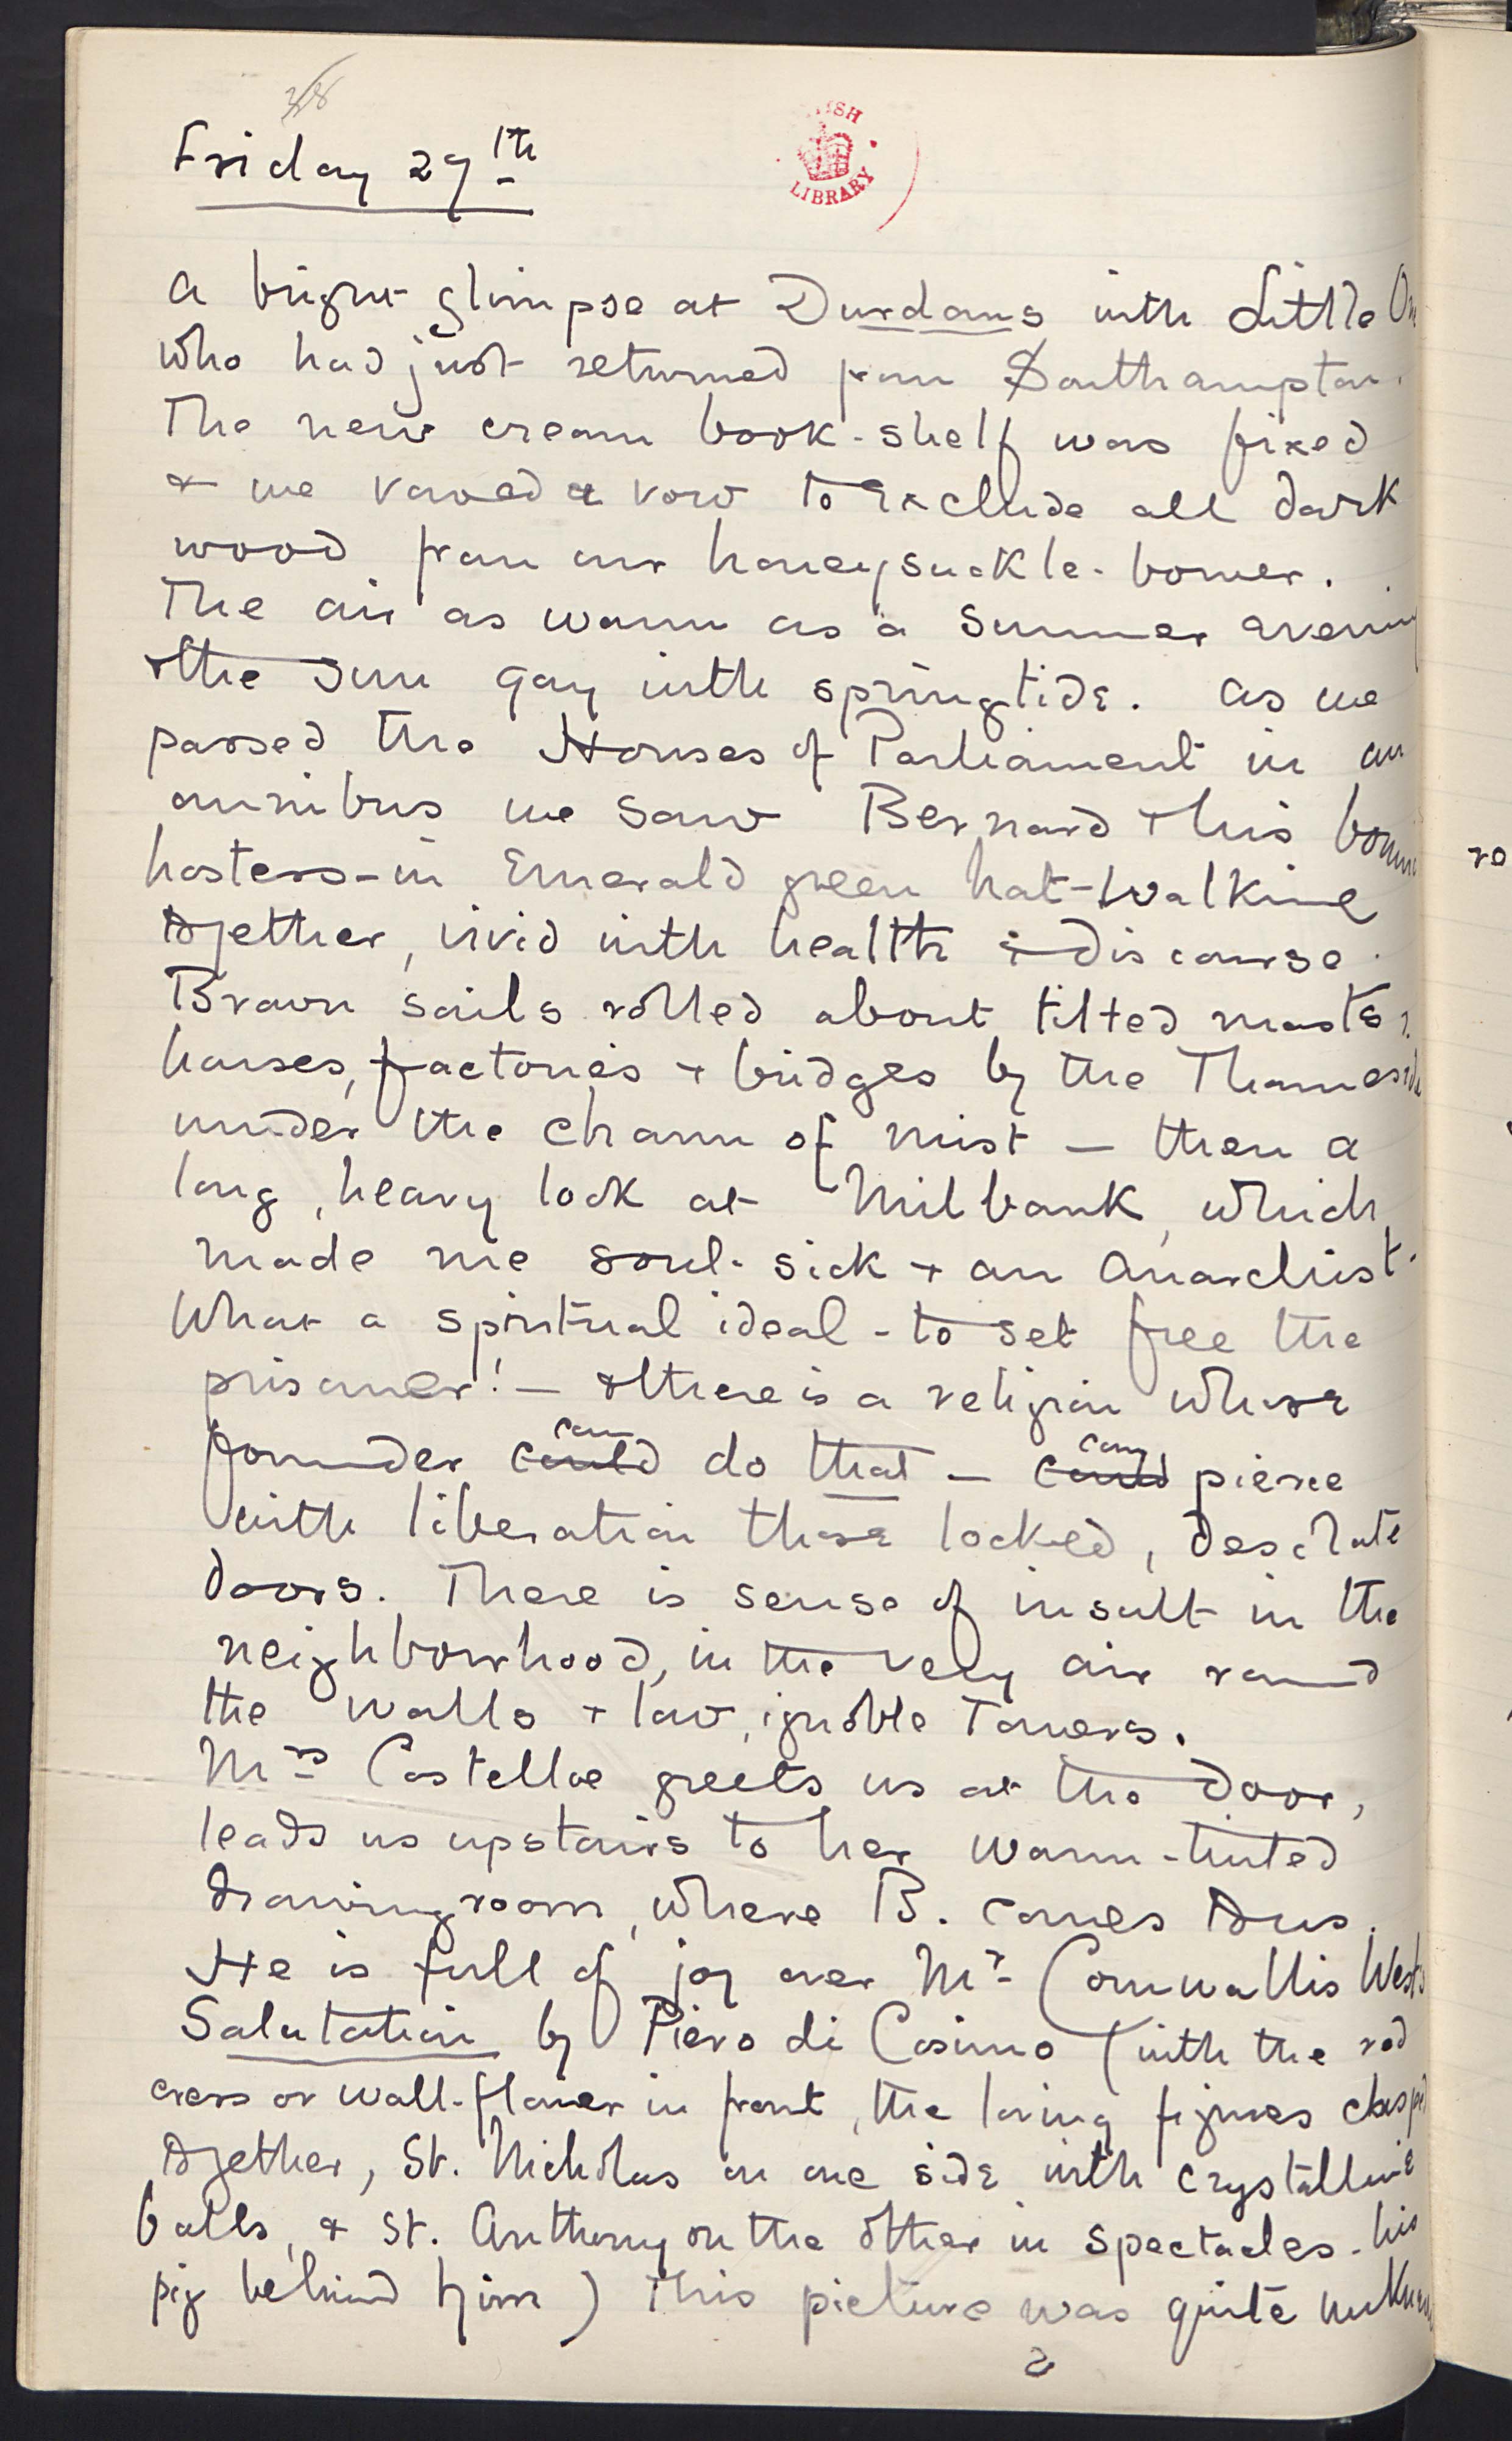 38
Friday 29th
BRITISH
LIBRARY
A bright glimpse at Durdans with Little On
who had just returned from Southampton.
The new cream book-shelf was fixed
& we vowed a vow to exclude all dark
wood from our honeysuckle-bower.
The air as warm as a summer evening
& the sun gay with springtide. As we
passed the Houses of Parliament in an
omnibus we saw Bernard & his bonny
hostess-in Emerald green hat-walking
together, vivid with health & discourse.
Brown sails rolled about tilted masts,
houses, factories & bridges by the Thameside
under the charm of mist — then a
long, heavy look at Milbank, which
made me soul-sick & an Anarchist.
What a spiritual ideal - to set free the
prisoner! — & there is a religion whose
can can
founder could do that — could pierce
with liberation those locked, desolate
doors. There is sense of insult in the
neighbourhood, in the very air round
the walls & low, ignoble Towers.
Mrs Costelloe greets us at the door,
leads us upstairs to her warm-tinted
drawingroom, where B. comes to us.
He is full of joy over Mr Cornwallis West's
Salutation by Piero di Cosimo (with the red
cress or wall-flower in front, the loving figures clasped
together, St. Nicholas on one side with crystalline
balls, & St. Anthony on the other in spectacles - his
pig behind him) This picture was quite unknown
2